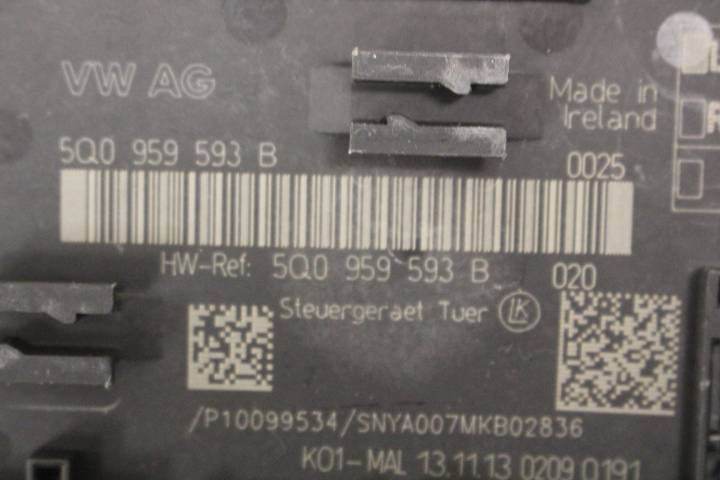 VW AG
Made in
Ireland
5Q0 959 593 B 0025
HW-Ref: 5Q0 959 593 B 020
Steuergeraet Tuer LK
/P10099534/SNYA007MKB02836
K01-MAL 13.11.13 0209 0191